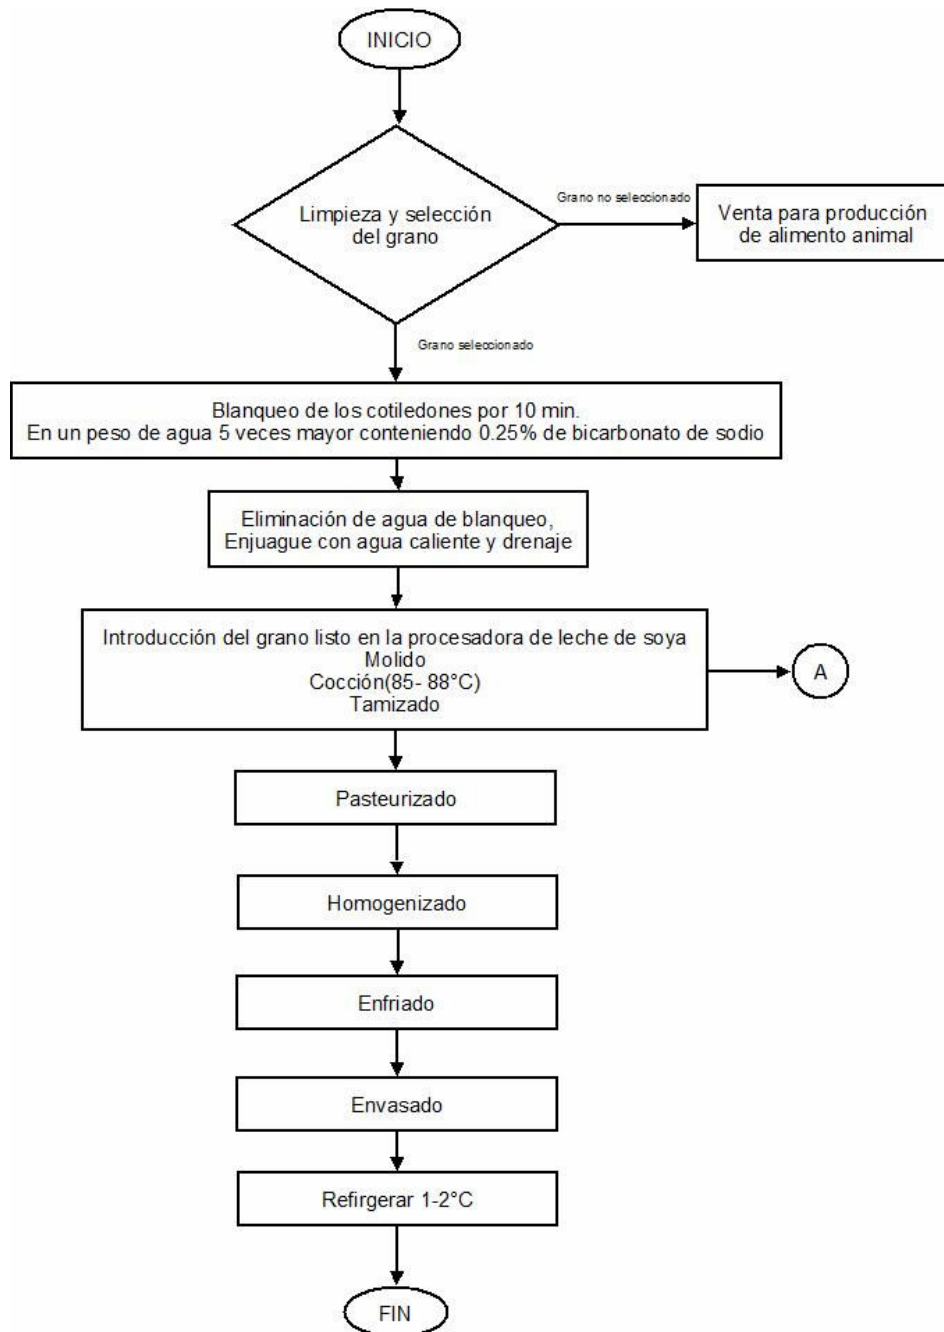 INICIO
Limpieza y selección
del grano
Grano no seleccionado
Venta para producción
de alimento animal
Grano seleccionado
Blanqueo de los cotiledones por 10 min.
En un peso de agua 5 veces mayor conteniendo 0.25% de bicarbonato de sodio
Eliminación de agua de blanqueo,
Enjuague con agua caliente y drenaje
Introducción del grano listo en la procesadora de leche de soya
Molido
Cocción(85- 88°C)
Tamizado
A
Pasteurizado
Homogenizado
Enfriado
Envasado
Refirgerar 1-2°C
FIN